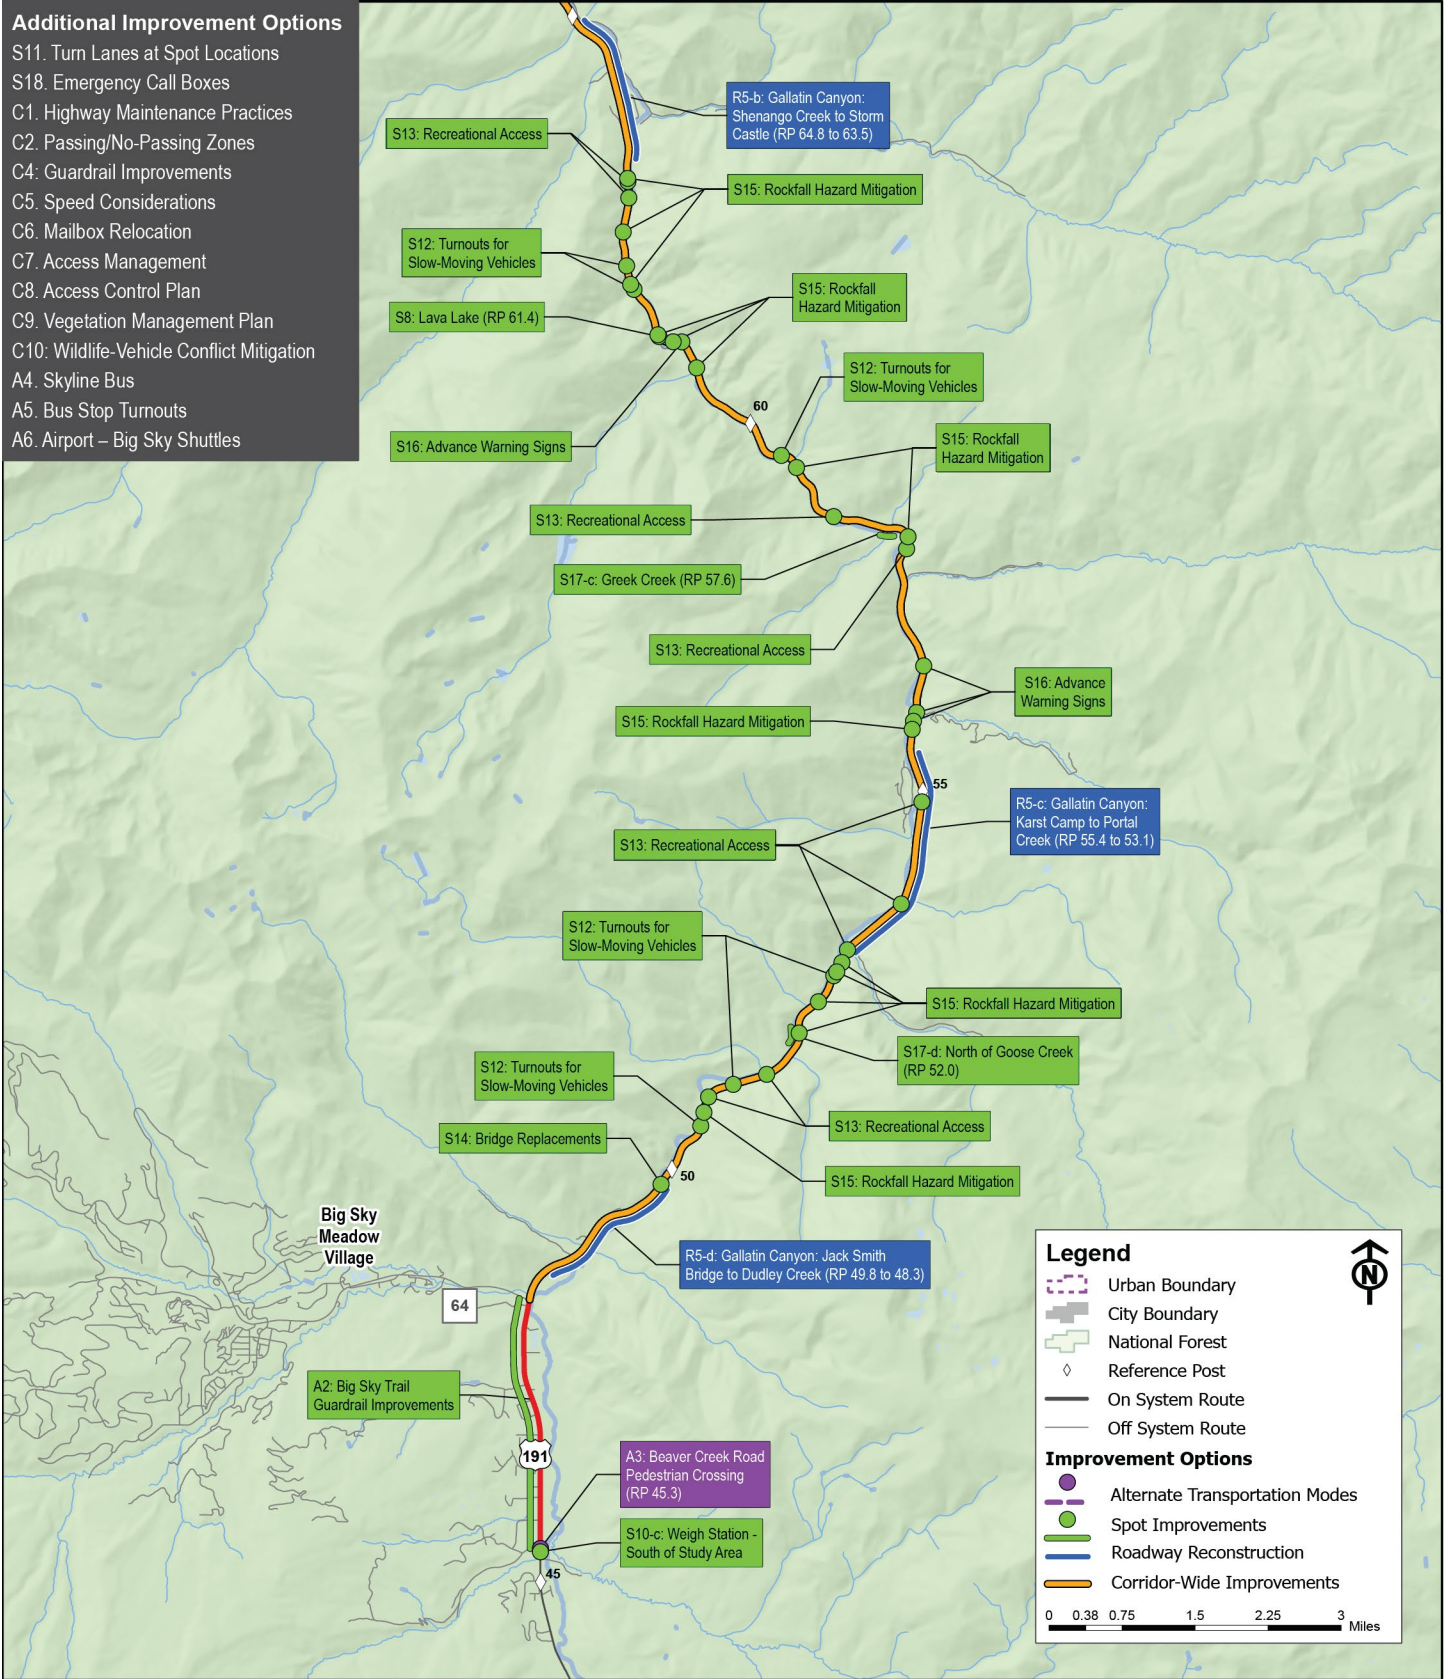 Additional Improvement Options
S11. Turn Lanes at Spot Locations
S18. Emergency Call Boxes
C1. Highway Maintenance Practices
C2. Passing/No-Passing Zones
C4: Guardrail Improvements
C5. Speed Considerations
C6. Mailbox Relocation
C7. Access Management
C8. Access Control Plan
C9. Vegetation Management Plan
C10: Wildlife-Vehicle Conflict Mitigation
A4. Skyline Bus
A5. Bus Stop Turnouts
A6. Airport – Big Sky Shuttles
R5-b: Gallatin Canyon:
Shenango Creek to Storm
Castle (RP 64.8 to 63.5)
S13: Recreational Access
S15: Rockfall Hazard Mitigation
S12: Turnouts for
Slow-Moving Vehicles
S15: Rockfall
Hazard Mitigation
S8: Lava Lake (RP 61.4)
S12: Turnouts for
Slow-Moving Vehicles
60
S16: Advance Warning Signs
S15: Rockfall
Hazard Mitigation
S13: Recreational Access
S17-c: Greek Creek (RP 57.6)
S13: Recreational Access
S16: Advance
Warning Signs
S15: Rockfall Hazard Mitigation
55
R5-c: Gallatin Canyon:
Karst Camp to Portal
Creek (RP 55.4 to 53.1)
S13: Recreational Access
S12: Turnouts for
Slow-Moving Vehicles
S15: Rockfall Hazard Mitigation
S17-d: North of Goose Creek
(RP 52.0)
S12: Turnouts for
Slow-Moving Vehicles
S13: Recreational Access
S14: Bridge Replacements
50
S15: Rockfall Hazard Mitigation
Big Sky
Meadow
Village
R5-d: Gallatin Canyon: Jack Smith
Bridge to Dudley Creek (RP 49.8 to 48.3)
64
A2: Big Sky Trail
Guardrail Improvements
191
A3: Beaver Creek Road
Pedestrian Crossing
(RP 45.3)
S10-c: Weigh Station -
South of Study Area
45
Legend
N
Urban Boundary
City Boundary
National Forest
Reference Post
On System Route
Off System Route
Improvement Options
Alternate Transportation Modes
Spot Improvements
Roadway Reconstruction
Corridor-Wide Improvements
0 0.38 0.75 1.5 2.25 3
Miles